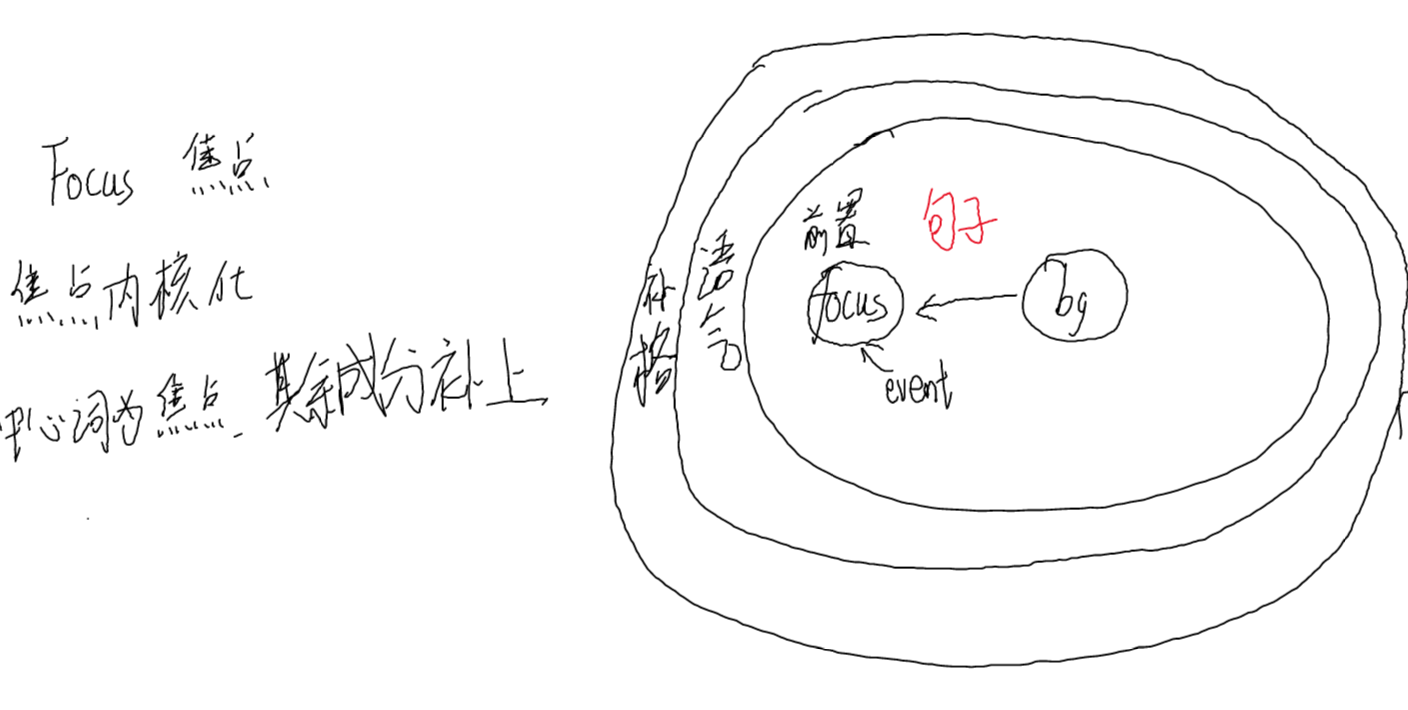 Focus 焦点
焦点内核化
中心词为焦点 其余成分补上
前置
句子
focus
bg
event
语气
补格